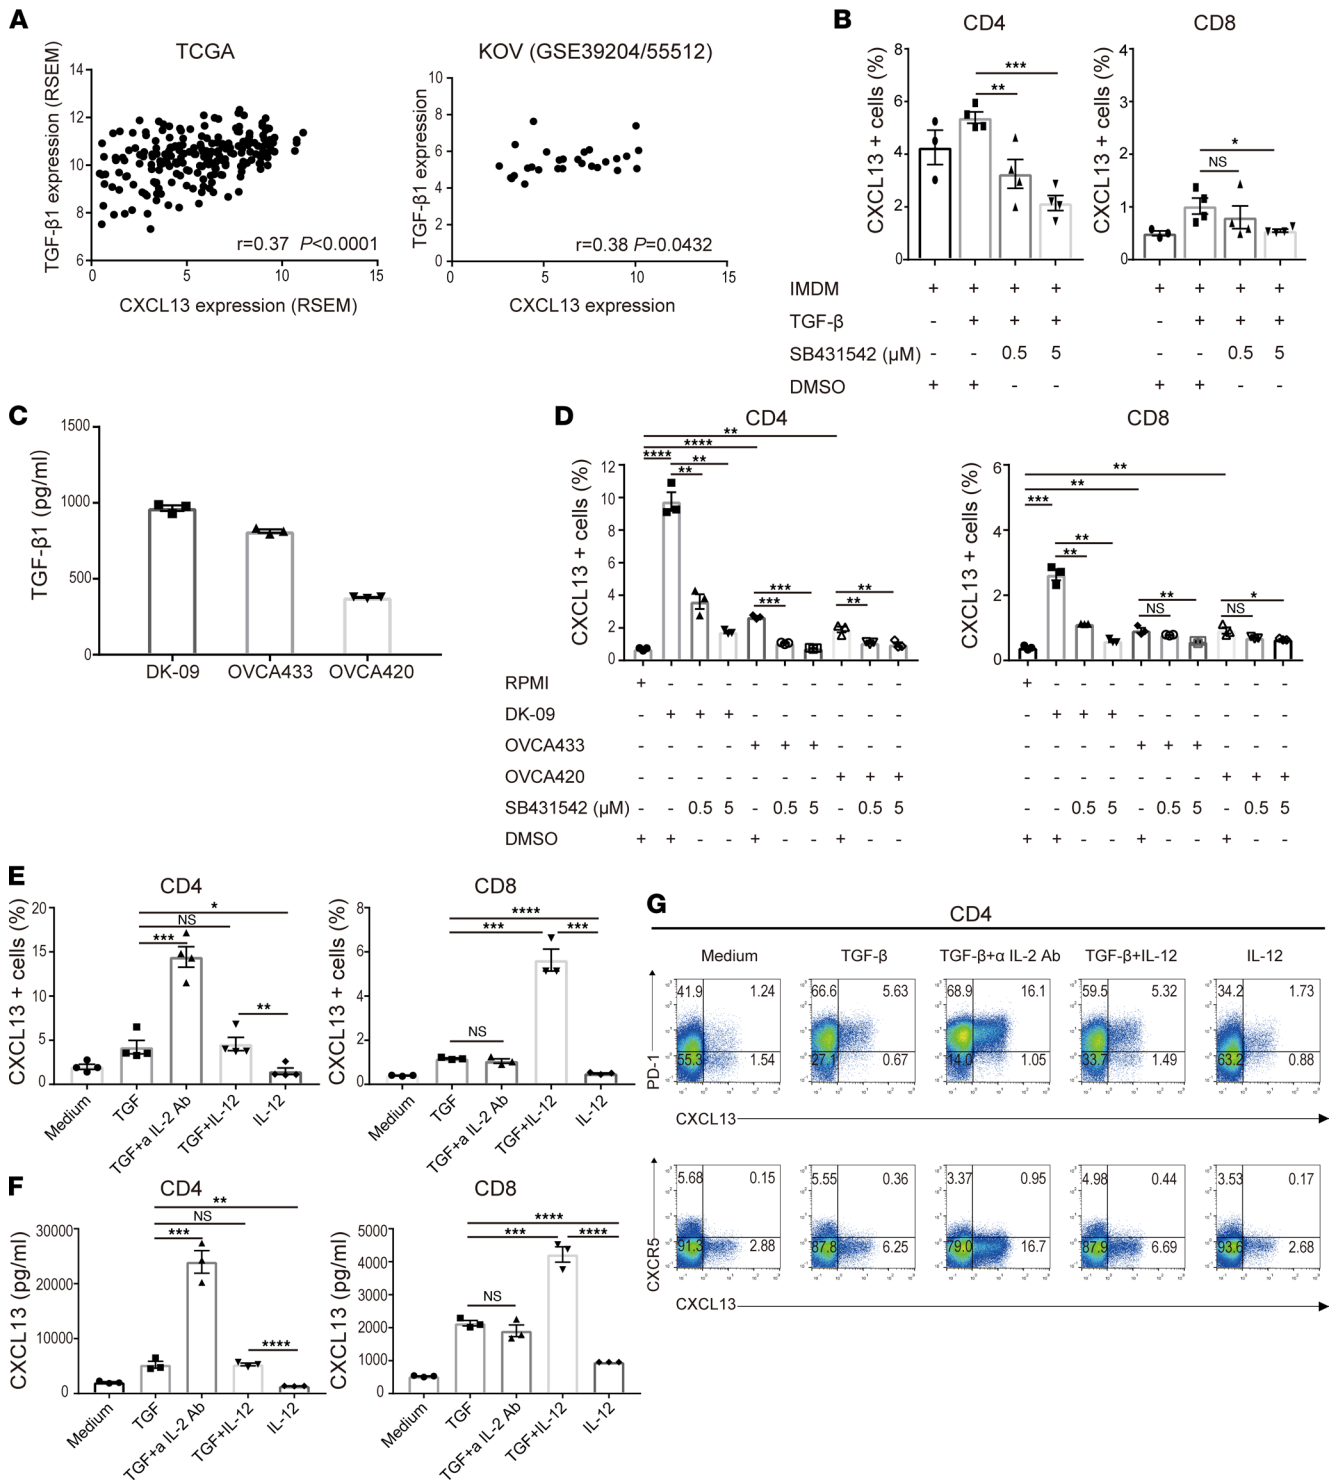 A
TCGA
TGF-β1 expression (RSEM)
14
12
10
8
6
0 5 10 15
r=0.37 P<0.0001
CXCL13 expression (RSEM)
KOV (GSE39204/55512)
TGF-β1 expression
10
8
6
4
2
0
0 5 10 15
r=0.38 P=0.0432
CXCL13 expression
B
CD4
CXCL13 + cells (%)
8
6
4
2
0
***
**
CD8
CXCL13 + cells (%)
4
3
2
1
0
*
NS
IMDM + + + + + + + +
TGF-β - + + + - + + +
SB431542 (µM) - - 0.5 5 - - 0.5 5
DMSO + + - - + + - -
C
TGF-β1 (pg/ml)
1500
1000
500
0
DK-09 OVCA433 OVCA420
D
CD4
CXCL13 + cells (%)
12
10
8
6
4
2
0
**
****
**** **
**
*** **
*** **
CD8
CXCL13 + cells (%)
6
4
2
0
**
**
***
**
**
** *
NS NS
RPMI + - - - - - - - - - + - - - - - - - - -
DK-09 - + + + - - - - - - - + + + - - - - - -
OVCA433 - - - - + + + - - - - - - - + + + - - -
OVCA420 - - - - - - - + + + - - - - - - - + + +
SB431542 (µM) - - 0.5 5 - 0.5 5 - 0.5 5 - - 0.5 5 - 0.5 5 - 0.5 5
DMSO + + - - + - - + - - + + - - + - - + - -
E
CD4
CXCL13 + cells (%)
20
15
10
5
0
*
NS
***
**
Medium TGF TGF+a IL-2 Ab TGF+IL-12 IL-12
CD8
CXCL13 + cells (%)
8
6
4
2
0
****
*** ***
NS
Medium TGF TGF+a IL-2 Ab TGF+IL-12 IL-12
F
CD4
CXCL13 (pg/ml)
30000
20000
10000
0
**
NS
***
****
Medium TGF TGF+a IL-2 Ab TGF+IL-12 IL-12
CD8
CXCL13 (pg/ml)
5000
4000
3000
2000
1000
0
****
*** ****
NS
Medium TGF TGF+a IL-2 Ab TGF+IL-12 IL-12
G
CD4
Medium TGF-β TGF-β+α IL-2 Ab TGF-β+IL-12 IL-12
PD-1
41.9 1.24 66.6 5.63 68.9 16.1 59.5 5.32 34.2 1.73
55.3 1.54 27.1 0.67 14.0 1.05 33.7 1.49 63.2 0.88
CXCL13
CXCR5
5.68 0.15 5.55 0.36 3.37 0.95 4.98 0.44 3.53 0.17
91.3 2.88 87.8 6.25 79.0 16.7 87.9 6.69 93.6 2.68
CXCL13